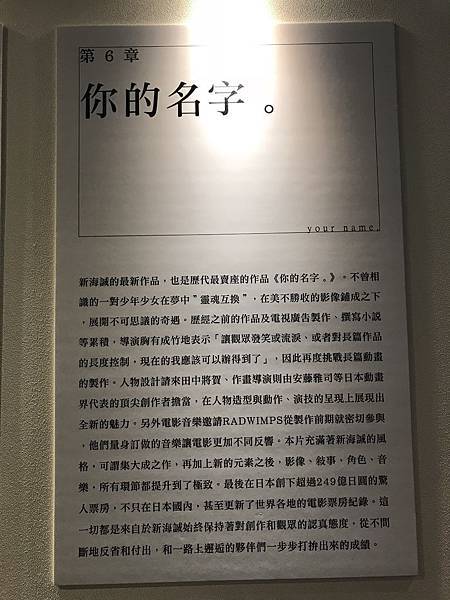 第 6 章
你的名字。
your name.
新海誠的最新作品，也是歷代最賣座的作品《你的名字。》。不曾相
識的一對少年少女在夢中"靈魂互換"，在美不勝收的影像鋪成之下
，展開不可思議的奇遇。歷經之前的作品及電視廣告製作、撰寫小說
等累積，導演胸有成竹地表示「讓觀眾發笑或流淚、或者對長篇作品
的長度控制，現在的我應該可以辦得到了」，因此再度挑戰長篇動畫
的製作。人物設計請來田中將賀、作畫導演則由安藤雅司等日本動畫
界代表的頂尖創作者擔當，在人物造型與動作、演技的呈現上展現出
全新的魅力。另外電影音樂邀請RADWIMPS從製作前期就密切參與
，他們量身訂做的音樂讓電影更加不同反響。本片充滿著新海誠的風
格，可謂集大成之作，再加上新的元素之後，影像、敍事、角色、音
樂，所有環節都提升到了極致。最後在日本創下超過249億日圓的驚
人票房，不只在日本國內，甚至更新了世界各地的電影票房紀錄。這
一切都是來自於新海誠始終保持著對創作和觀眾的認真態度，從不間
斷地反省和付出，和一路上邂逅的夥伴們一步步打拚出來的成績。